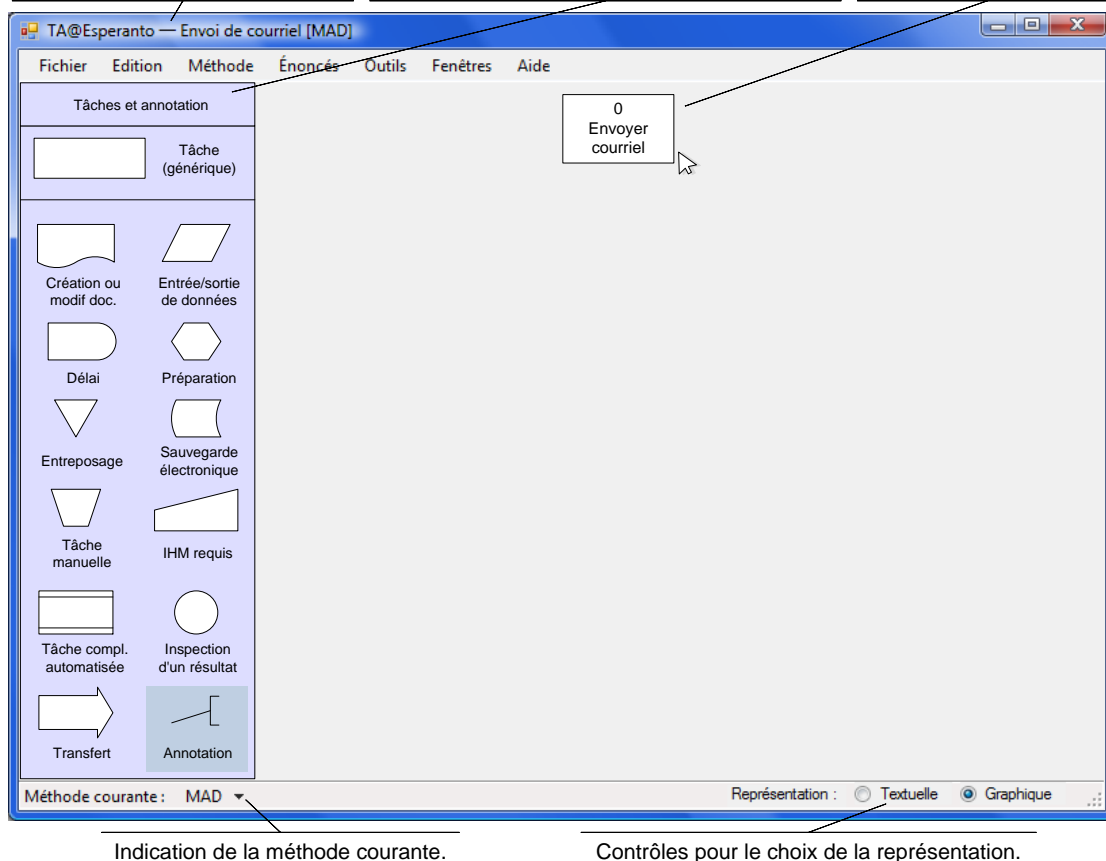 TA@Esperanto — Envoi de courriel [MAD]
Fichier Edition Méthode Énoncés Outils Fenêtres Aide
Tâches et annotation
Tâche
(générique)
0
Envoyer
courriel
Création ou
modif doc.
Entrée/sortie
de données
Délai
Préparation
Entreposage
Sauvegarde
électronique
Tâche
manuelle
IHM requis
Tâche compl.
automatisée
Inspection
d'un résultat
Transfert
Annotation
Méthode courante : MAD
Représentation : Textuelle Graphique
Indication de la méthode courante.
Contrôles pour le choix de la représentation.